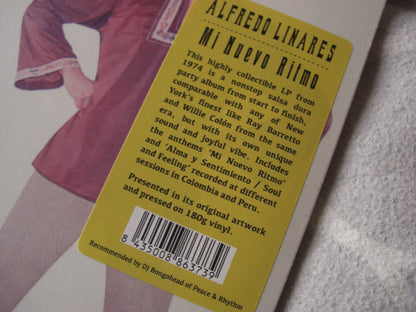 ALFREDO LINARES
Mi Nuevo Ritmo
This highly collectible LP from
1974 is a nonstop salsa dura
party album from start to finish,
comparable with any of New
York's finest like Ray Barretto
and Willie Colón from the same
era, but with its own unique
sound and joyful vibe. Includes
the anthems 'Mi Nuevo Ritmo'
and 'Alma y Sentimiento / Soul
and Feeling' recorded at different
sessions in Colombia and Peru.
Presented in its original artwork
and pressed on 180g vinyl.
8 435008 863739
Recommended by DJ Bongohead of Peace & Rhythm